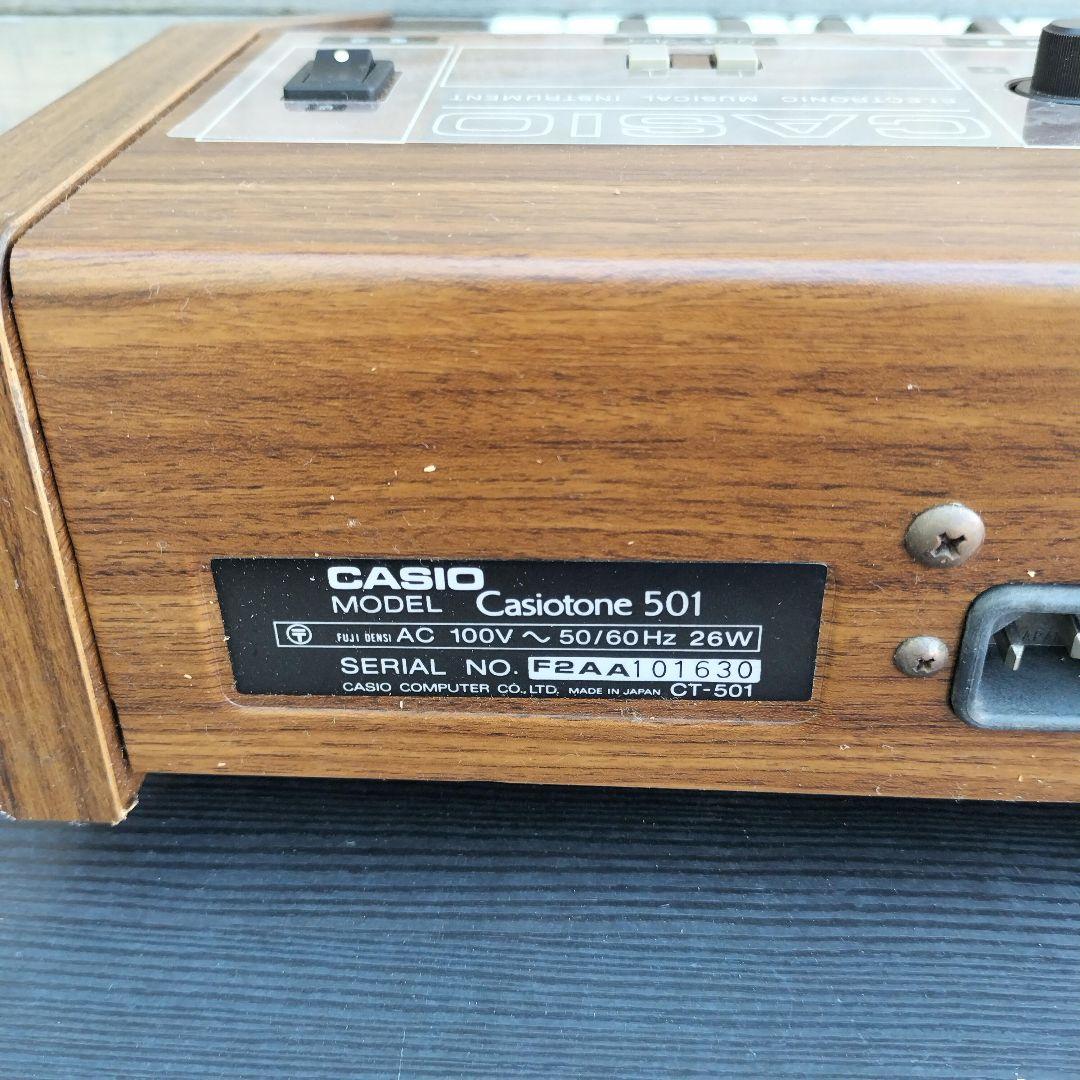 ELECTRONIC MUSICAL INSTRUMENT
CASIO
CASIO
MODEL Casiotone 501
FUJI DENSI AC 100V ～ 50/60Hz 26W
SERIAL NO. F2AA101630
CASIO COMPUTER CO.,LTD. MADE IN JAPAN CT-501